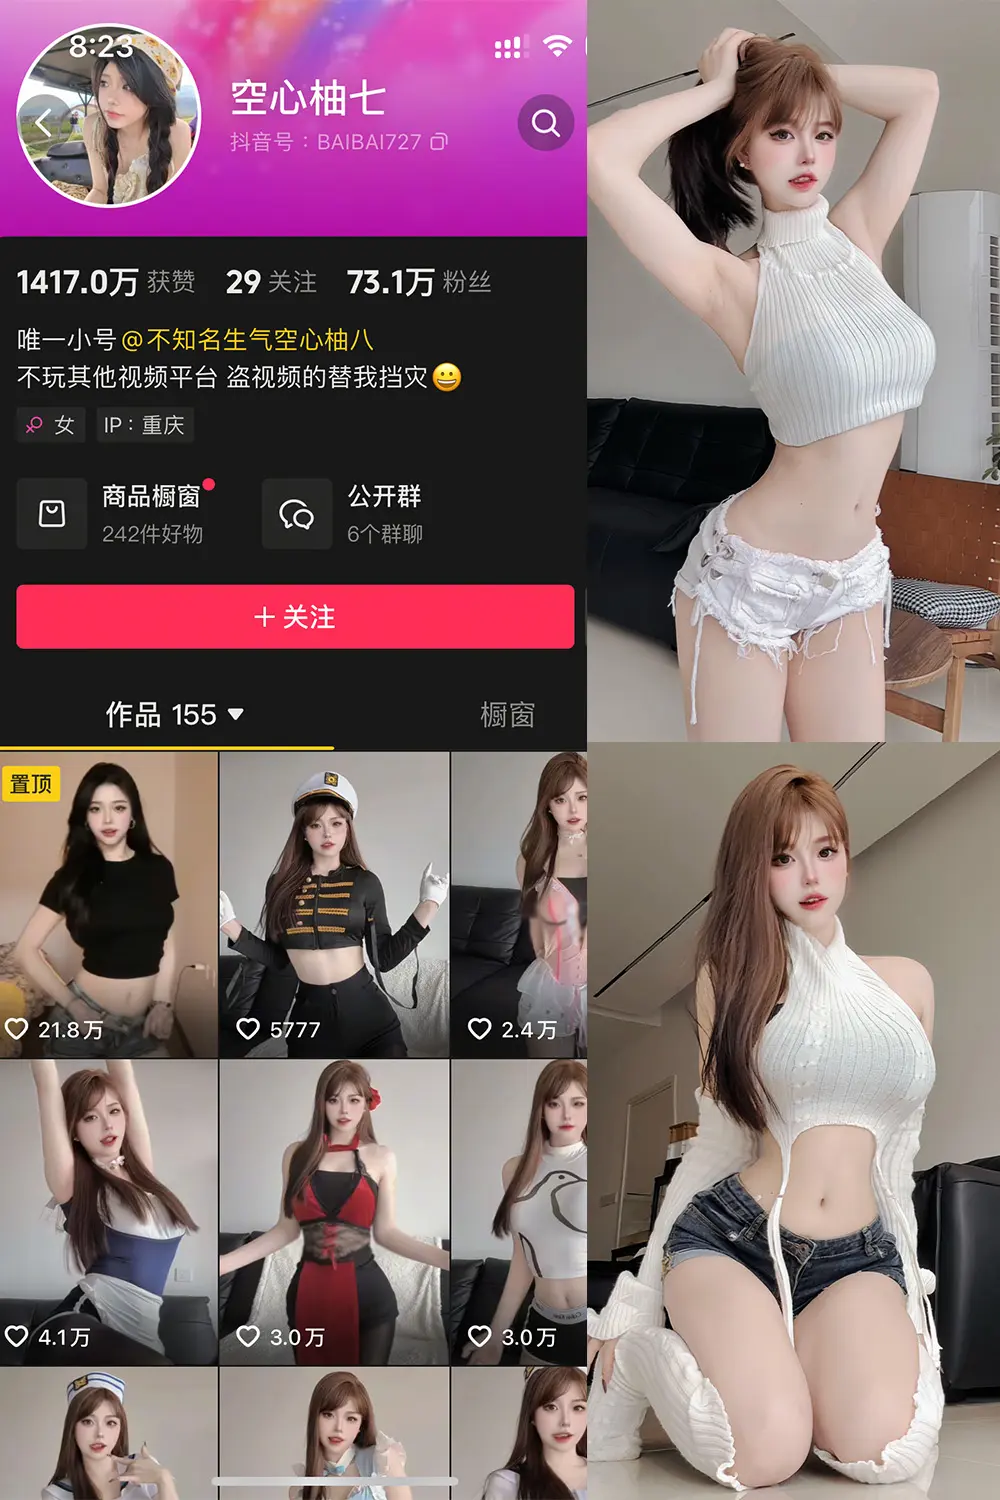 8:23
空心柚七
抖音号：BAIBAI727
1417.0万 获赞 29 关注 73.1万 粉丝
唯一小号@不知名生气空心柚八
不玩其他视频平台 盗视频的替我挡灾😀
女 IP：重庆
商品橱窗 公开群
242件好物 6个群聊
+ 关注
作品 155 ▼ 橱窗
置顶
21.8万 5777 2.4万
4.1万 3.0万 3.0万